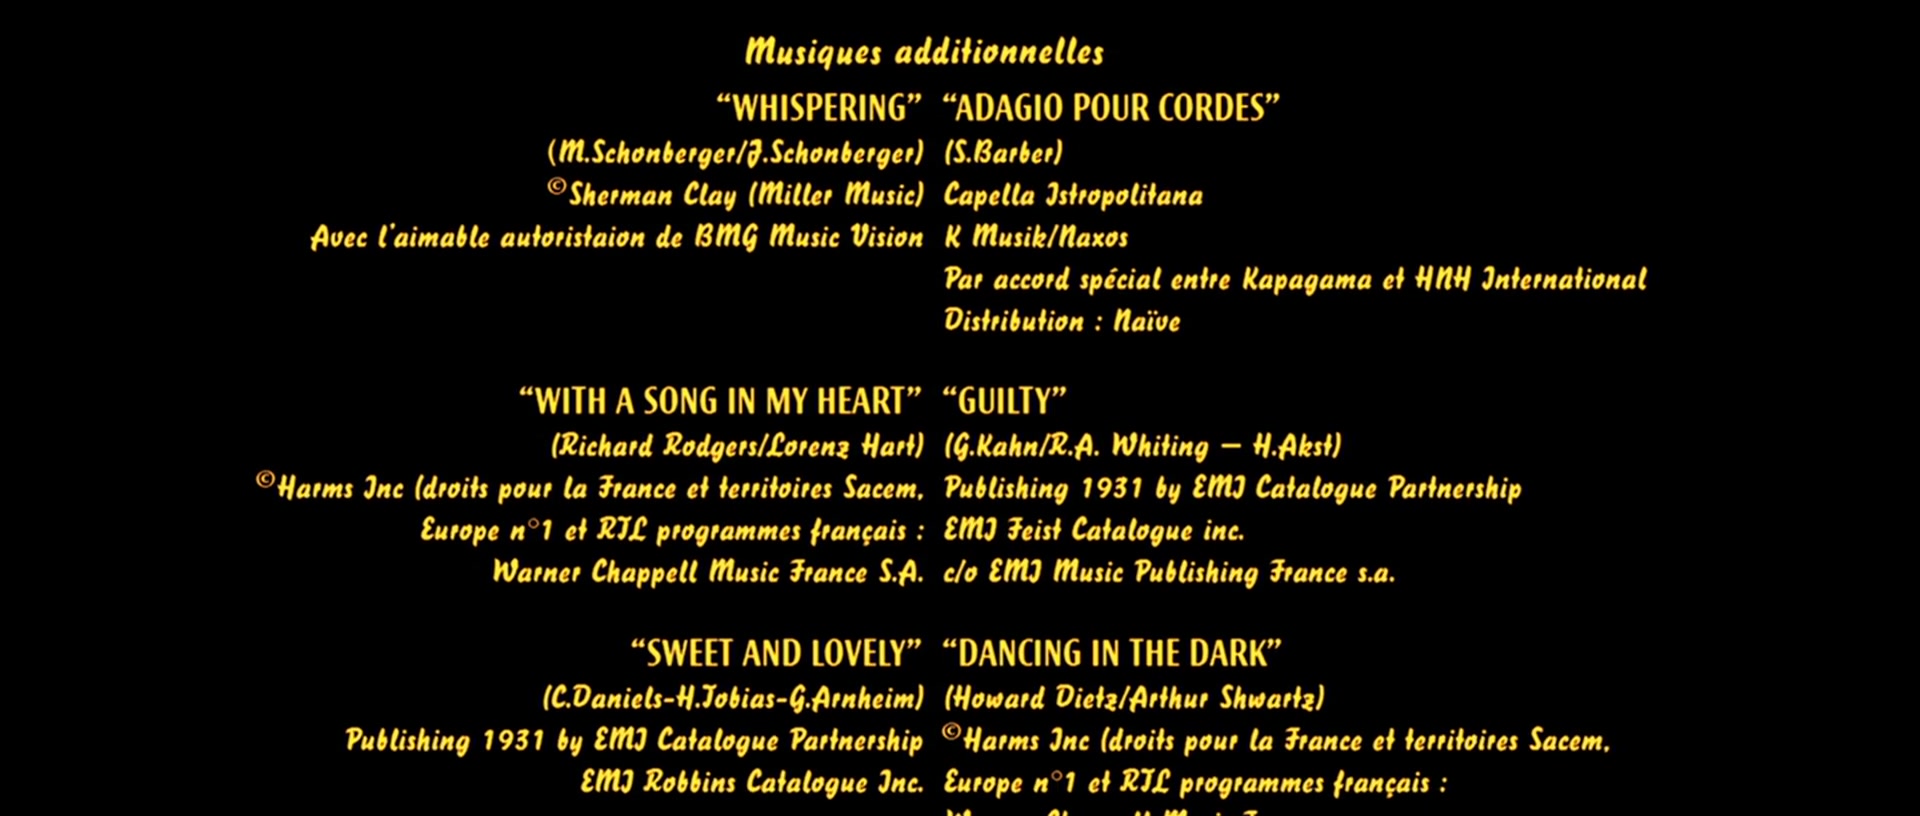 Musiques additionnelles
“WHISPERING”
(M.Schonberger/J.Schonberger)
©Sherman Clay (Miller Music)
Avec l'aimable autoristaion de BMG Music Vision
“ADAGIO POUR CORDES”
(S.Barber)
Capella Istropolitana
K Musik/Naxos
Par accord spécial entre Kapagama et HNH International
Distribution : Naïve
“WITH A SONG IN MY HEART”
(Richard Rodgers/Lorenz Hart)
©Harms Inc (droits pour la France et territoires Sacem,
Europe n°1 et RTL programmes français :
Warner Chappell Music France S.A.
“GUILTY”
(G.Kahn/R.A. Whiting – H.Akst)
Publishing 1931 by EMI Catalogue Partnership
EMI Feist Catalogue inc.
c/o EMI Music Publishing France s.a.
“SWEET AND LOVELY”
(C.Daniels-H.Tobias-G.Arnheim)
Publishing 1931 by EMI Catalogue Partnership
EMI Robbins Catalogue Inc.
“DANCING IN THE DARK”
(Howard Dietz/Arthur Shwartz)
©Harms Inc (droits pour la France et territoires Sacem,
Europe n°1 et RTL programmes français :